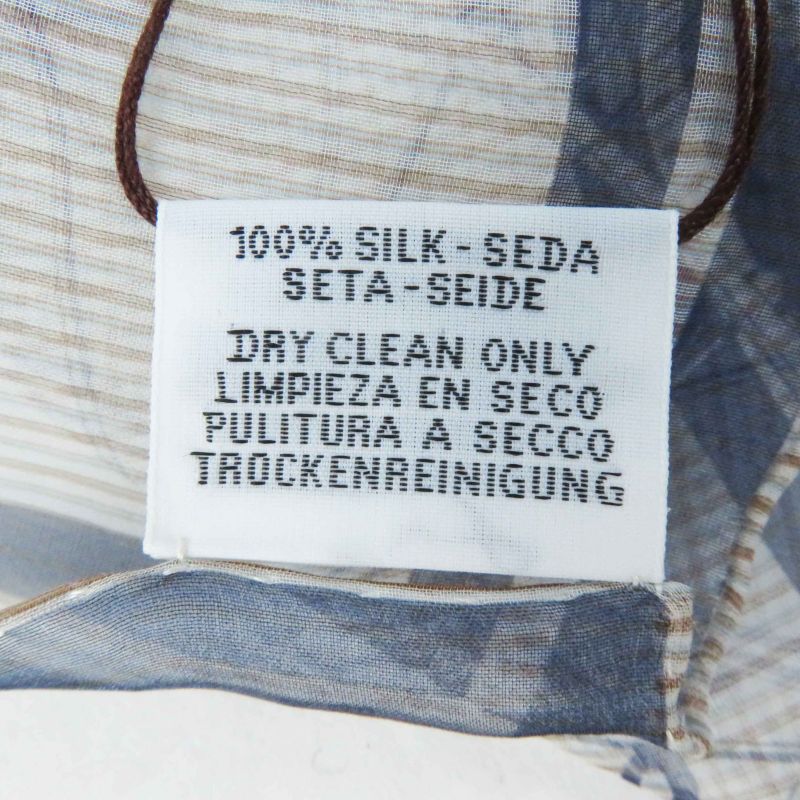 100% SILK - SEDA
SETA - SEIDE
DRY CLEAN ONLY
LIMPIEZA EN SECO
PULITURA A SECCO
TROCKENREINIGUNG